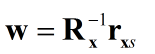 w = R_x^{-1} r_{xs}